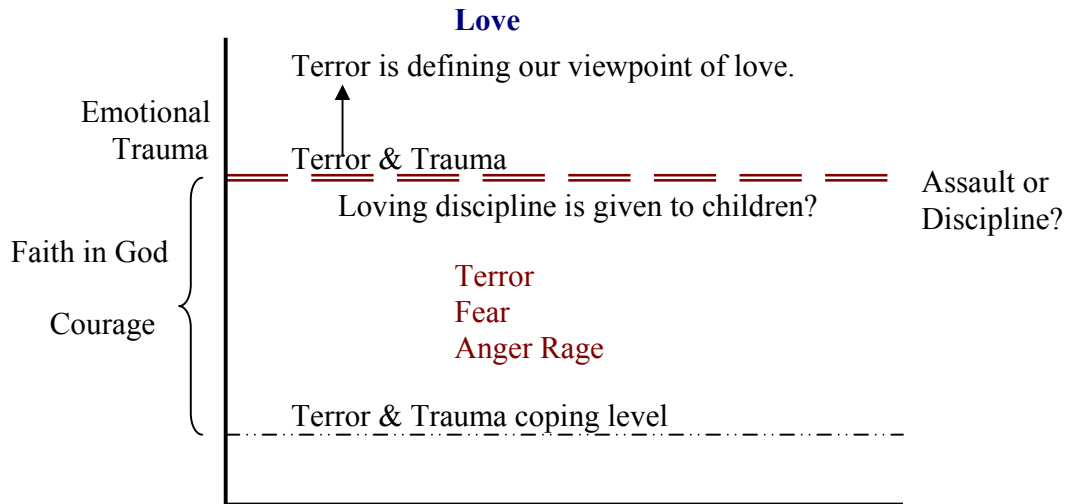 Love
Terror is defining our viewpoint of love.
Emotional
Trauma
Terror & Trauma
Assault or
Discipline?
Loving discipline is given to children?
Faith in God
Courage
Terror
Fear
Anger Rage
Terror & Trauma coping level